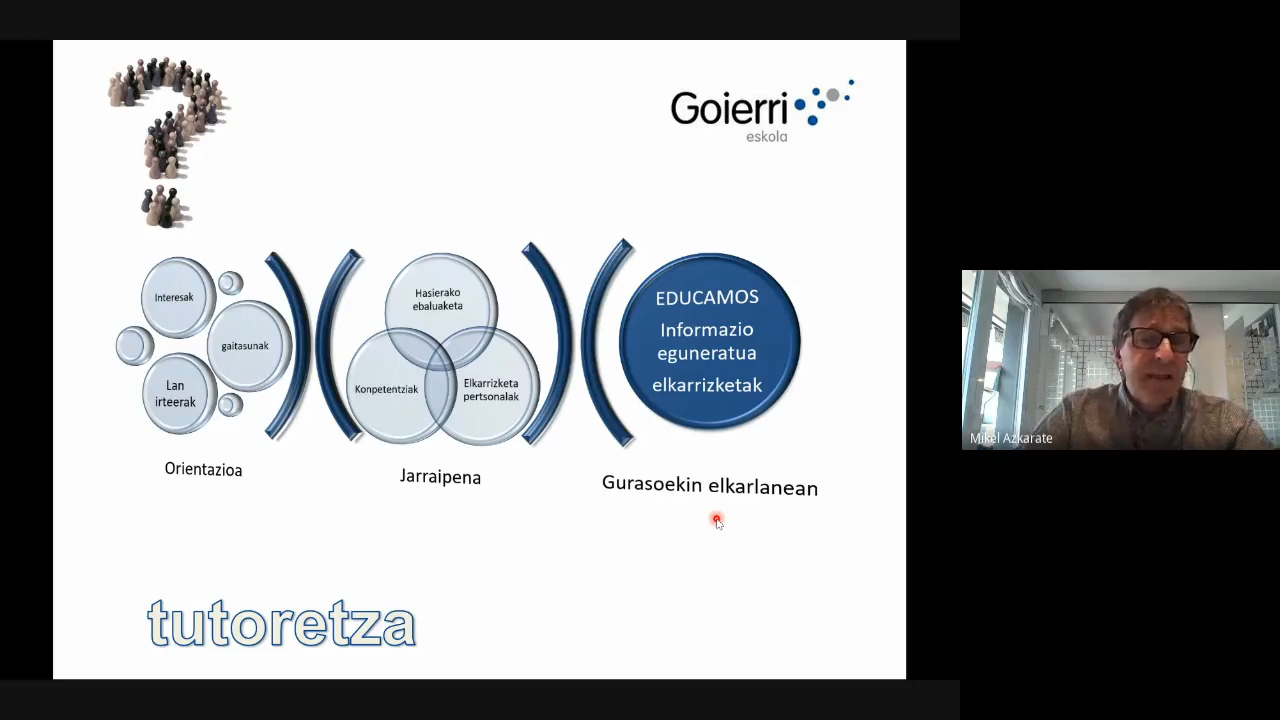 Goierri
eskola
Interesak
gaitasunak
Lan
irteerak
Orientazioa
Hasierako
ebaluaketa
Konpetentziak
Elkarrizketa
pertsonalak
Jarraipena
EDUCAMOS
Informazio
eguneratua
elkarrizketak
Gurasoekin elkarlanean
tutoretza
Mikel Azkarate